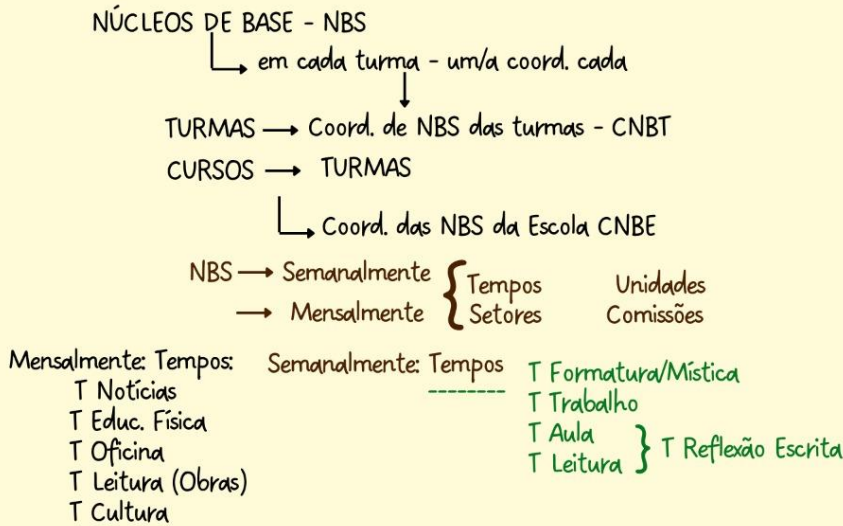 NÚCLEOS DE BASE - NBS
em cada turma - um/a coord. cada
TURMAS → Coord. de NBS das turmas - CNBT
CURSOS → TURMAS
Coord. das NBS da Escola CNBE
NBS → Semanalmente { Tempos Unidades
→ Mensalmente Setores Comissões
Mensalmente: Tempos:
T Notícias
T Educ. Física
T Oficina
T Leitura (Obras)
T Cultura
Semanalmente: Tempos
T Formatura/Mística
T Trabalho
T Aula
T Leitura } T Reflexão Escrita